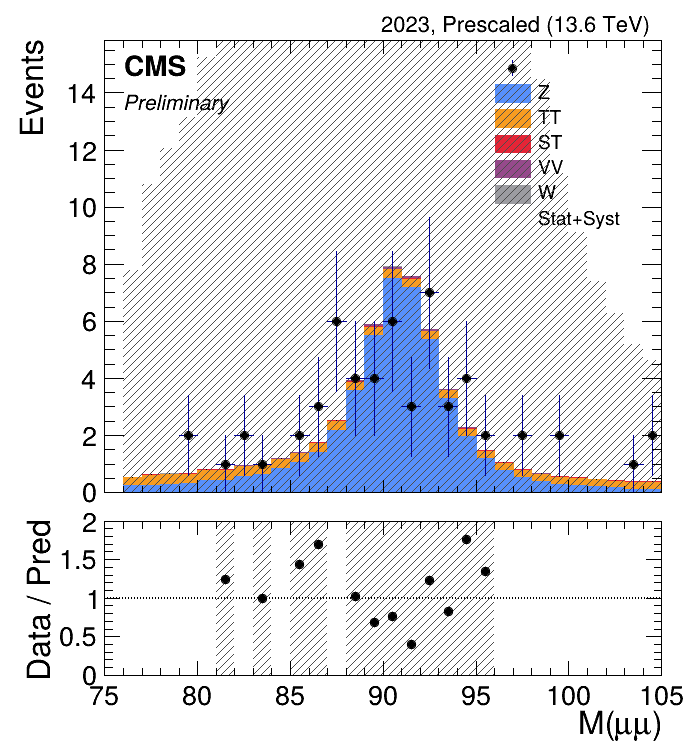 2023, Prescaled (13.6 TeV)
CMS
Preliminary
Events
14
12
10
8
6
4
2
0
Z
TT
ST
VV
W
Stat+Syst
Data / Pred
2
1.5
1
0.5
0
75 80 85 90 95 100 105
M(μμ)